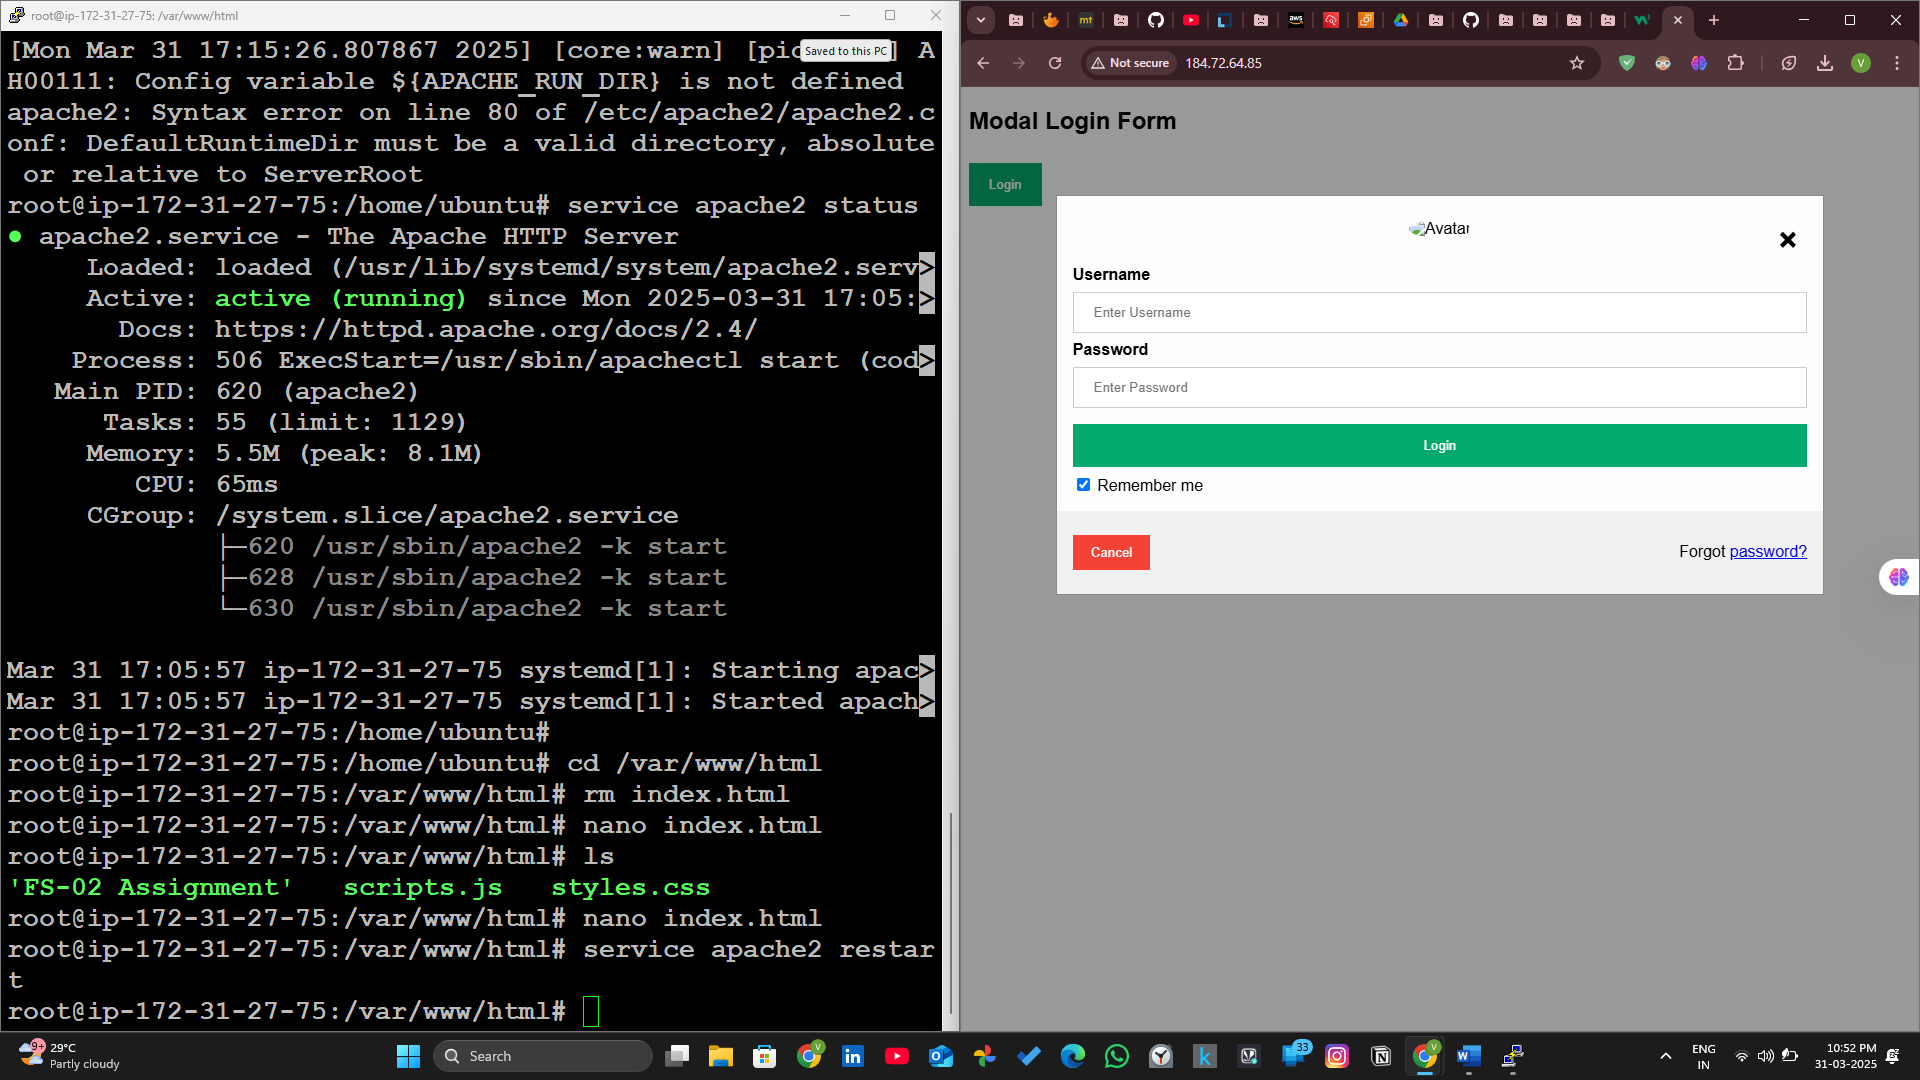 root@ip-172-31-27-75: /var/www/html
[Mon Mar 31 17:15:26.807867 2025] [core:warn] [pi
Saved to this PC
] A
H00111: Config variable ${APACHE_RUN_DIR} is not defined
apache2: Syntax error on line 80 of /etc/apache2/apache2.c
onf: DefaultRuntimeDir must be a valid directory, absolute
 or relative to ServerRoot
root@ip-172-31-27-75:/home/ubuntu# service apache2 status
● apache2.service - The Apache HTTP Server
Loaded: loaded (/usr/lib/systemd/system/apache2.serv>
Active: active (running) since Mon 2025-03-31 17:05:>
Docs: https://httpd.apache.org/docs/2.4/
Process: 506 ExecStart=/usr/sbin/apachectl start (cod>
Main PID: 620 (apache2)
Tasks: 55 (limit: 1129)
Memory: 5.5M (peak: 8.1M)
CPU: 65ms
CGroup: /system.slice/apache2.service
├─620 /usr/sbin/apache2 -k start
├─628 /usr/sbin/apache2 -k start
└─630 /usr/sbin/apache2 -k start
Mar 31 17:05:57 ip-172-31-27-75 systemd[1]: Starting apac>
Mar 31 17:05:57 ip-172-31-27-75 systemd[1]: Started apach>
root@ip-172-31-27-75:/home/ubuntu#
root@ip-172-31-27-75:/home/ubuntu# cd /var/www/html
root@ip-172-31-27-75:/var/www/html# rm index.html
root@ip-172-31-27-75:/var/www/html# nano index.html
root@ip-172-31-27-75:/var/www/html# ls
'FS-02 Assignment'   scripts.js   styles.css
root@ip-172-31-27-75:/var/www/html# nano index.html
root@ip-172-31-27-75:/var/www/html# service apache2 restar
t
root@ip-172-31-27-75:/var/www/html#
mt
aws
Not secure
184.72.64.85
V
Modal Login Form
Login
Avatar
Username
Enter Username
Password
Enter Password
Login
Remember me
Cancel
Forgot password?
9+
29°C
Partly cloudy
Search
V
in
k
33
V
W
ENG
IN
10:52 PM
31-03-2025